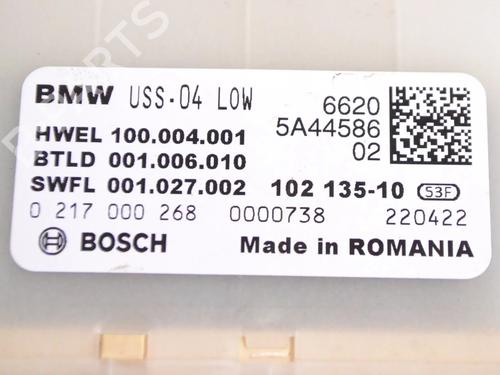 BMW USS-04 LOW 6620
5A44586
HWEL 100.004.001 02
BTLD 001.006.010
SWFL 001.027.002 102 135-10 53F
0 217 000 268 0000738 220422
BOSCH Made in ROMANIA
PARTS